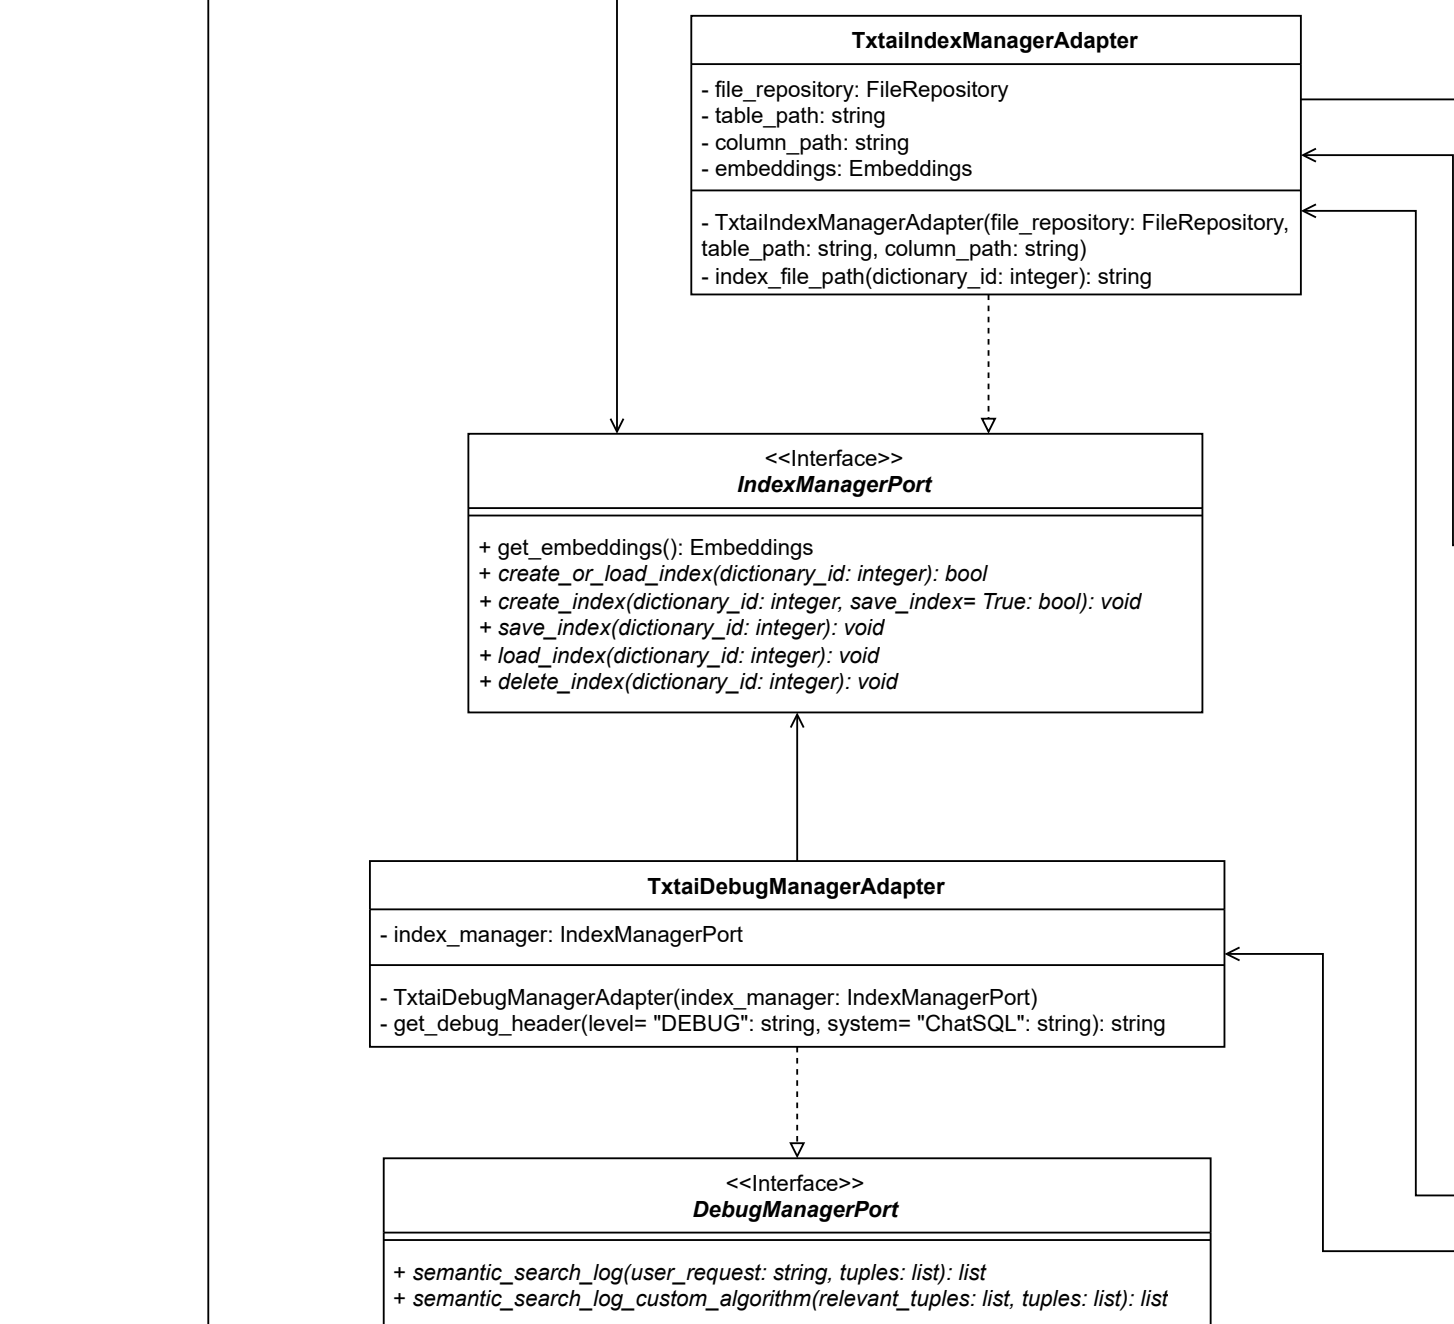 TxtaiIndexManagerAdapter
- file_repository: FileRepository
- table_path: string
- column_path: string
- embeddings: Embeddings
- TxtaiIndexManagerAdapter(file_repository: FileRepository,
table_path: string, column_path: string)
- index_file_path(dictionary_id: integer): string
<<Interface>>
IndexManagerPort
+ get_embeddings(): Embeddings
+ create_or_load_index(dictionary_id: integer): bool
+ create_index(dictionary_id: integer, save_index= True: bool): void
+ save_index(dictionary_id: integer): void
+ load_index(dictionary_id: integer): void
+ delete_index(dictionary_id: integer): void
TxtaiDebugManagerAdapter
- index_manager: IndexManagerPort
- TxtaiDebugManagerAdapter(index_manager: IndexManagerPort)
- get_debug_header(level= "DEBUG": string, system= "ChatSQL": string): string
<<Interface>>
DebugManagerPort
+ semantic_search_log(user_request: string, tuples: list): list
+ semantic_search_log_custom_algorithm(relevant_tuples: list, tuples: list): list